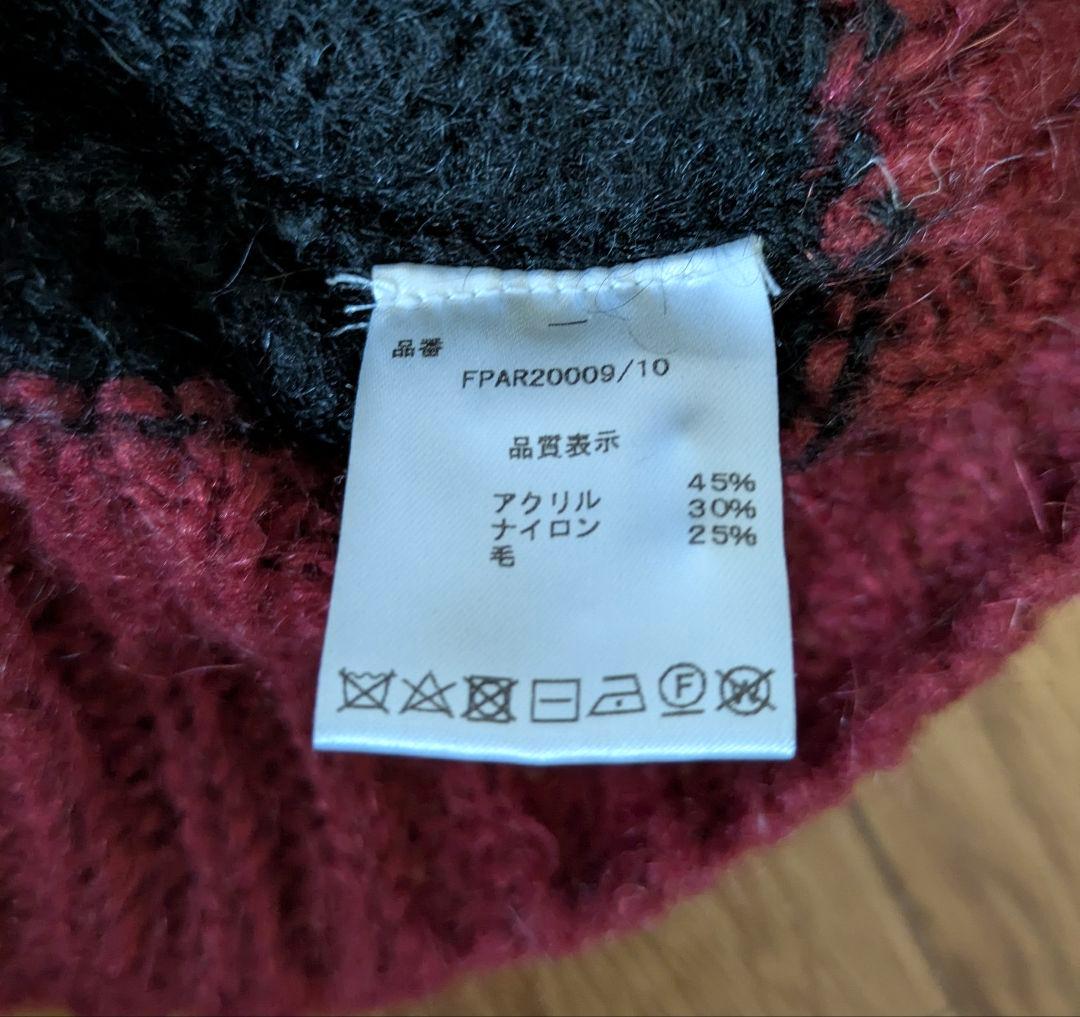 品番
FPAR20009/10
品質表示
アクリル 45%
ナイロン 30%
毛 25%
F
W